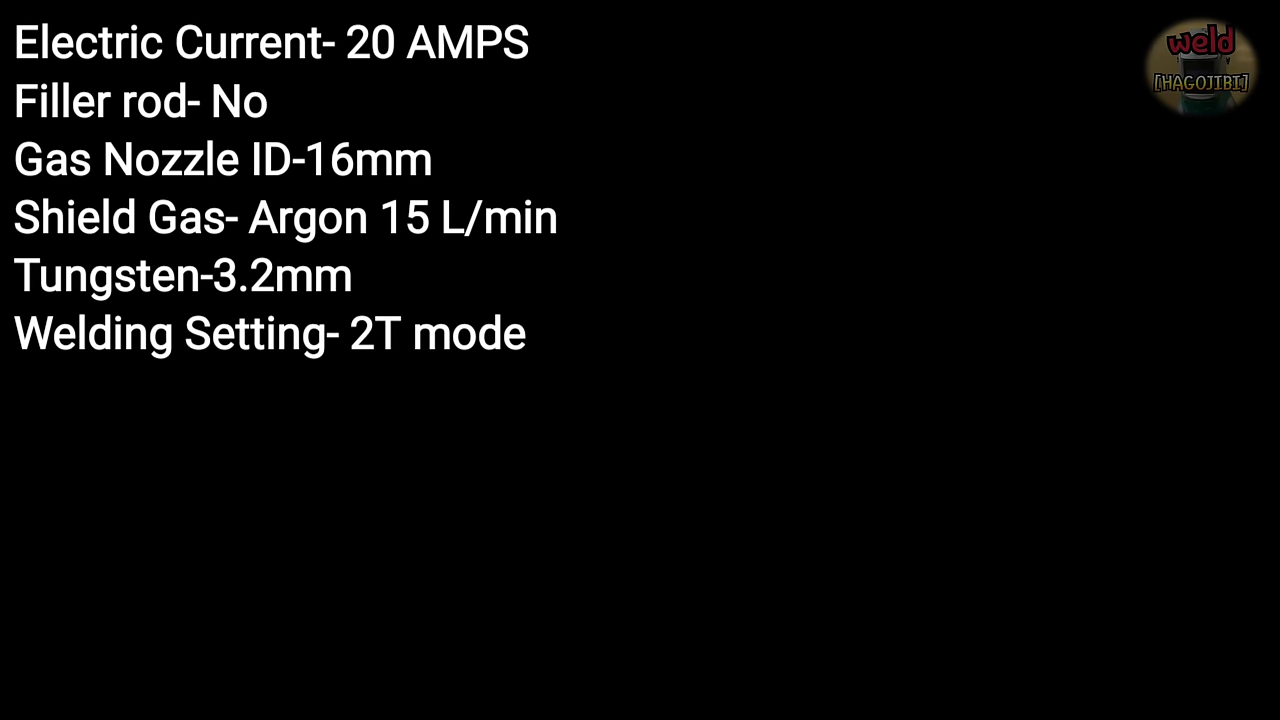 Electric Current- 20 AMPS
Filler rod- No
Gas Nozzle ID-16mm
Shield Gas- Argon 15 L/min
Tungsten-3.2mm
Welding Setting- 2T mode
weld
[HAGOJIBI]